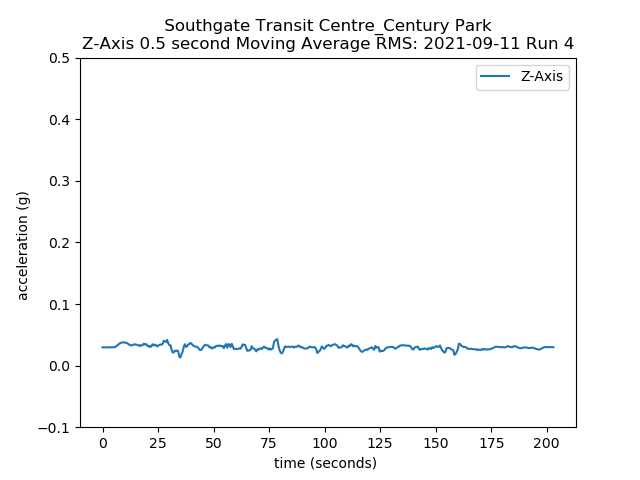 Southgate Transit Centre_Century Park
Z-Axis 0.5 second Moving Average RMS: 2021-09-11 Run 4
Z-Axis
0.5
0.4
0.3
0.2
0.1
0.0
−0.1
acceleration (g)
0 25 50 75 100 125 150 175 200
time (seconds)